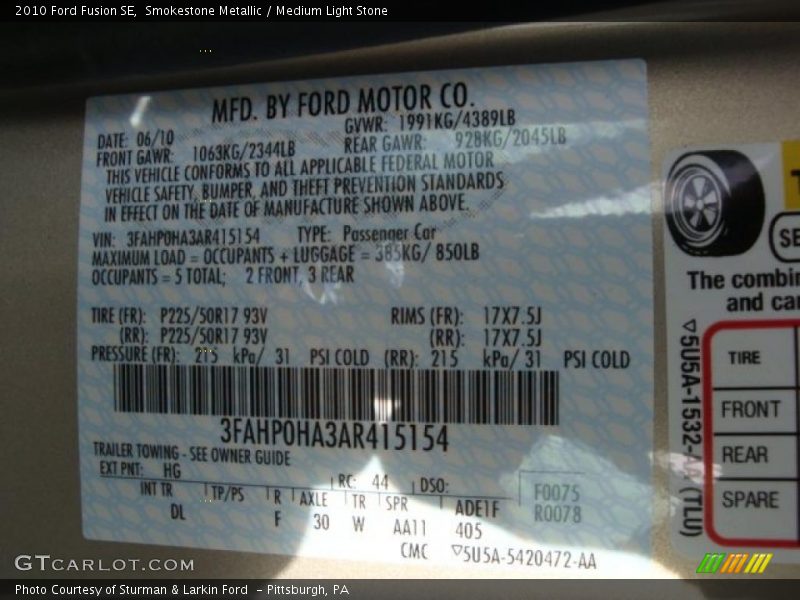 2010 Ford Fusion SE, Smokestone Metallic / Medium Light Stone
MFD. BY FORD MOTOR CO.
DATE: 06/10 GVWR: 1991KG/4389LB
FRONT GAWR: 1063KG/2344LB REAR GAWR: 928KG/2045LB
THIS VEHICLE CONFORMS TO ALL APPLICABLE FEDERAL MOTOR
VEHICLE SAFETY, BUMPER, AND THEFT PREVENTION STANDARDS
IN EFFECT ON THE DATE OF MANUFACTURE SHOWN ABOVE.
VIN: 3FAHP0HA3AR415154 TYPE: Passenger Car
MAXIMUM LOAD = OCCUPANTS + LUGGAGE = 385KG/ 850LB
OCCUPANTS = 5 TOTAL; 2 FRONT, 3 REAR
TIRE (FR): P225/50R17 93V RIMS (FR): 17X7.5J
(RR): P225/50R17 93V (RR): 17X7.5J
PRESSURE (FR): 215 kPa/ 31 PSI COLD (RR): 215 kPa/ 31 PSI COLD
3FAHP0HA3AR415154
TRAILER TOWING - SEE OWNER GUIDE
EXT PNT: HG RC: 44 DSO: F0075
INT TR TP/PS R AXLE TR SPR ADE1F R0078
DL F 30 W AA11 405
CMC ▽5U5A-5420472-AA
The combin
and car
TIRE
FRONT
REAR
SPARE
▽5U5A-1532- (TLU)
GTCARLOT.COM
Photo Courtesy of Sturman & Larkin Ford - Pittsburgh, PA